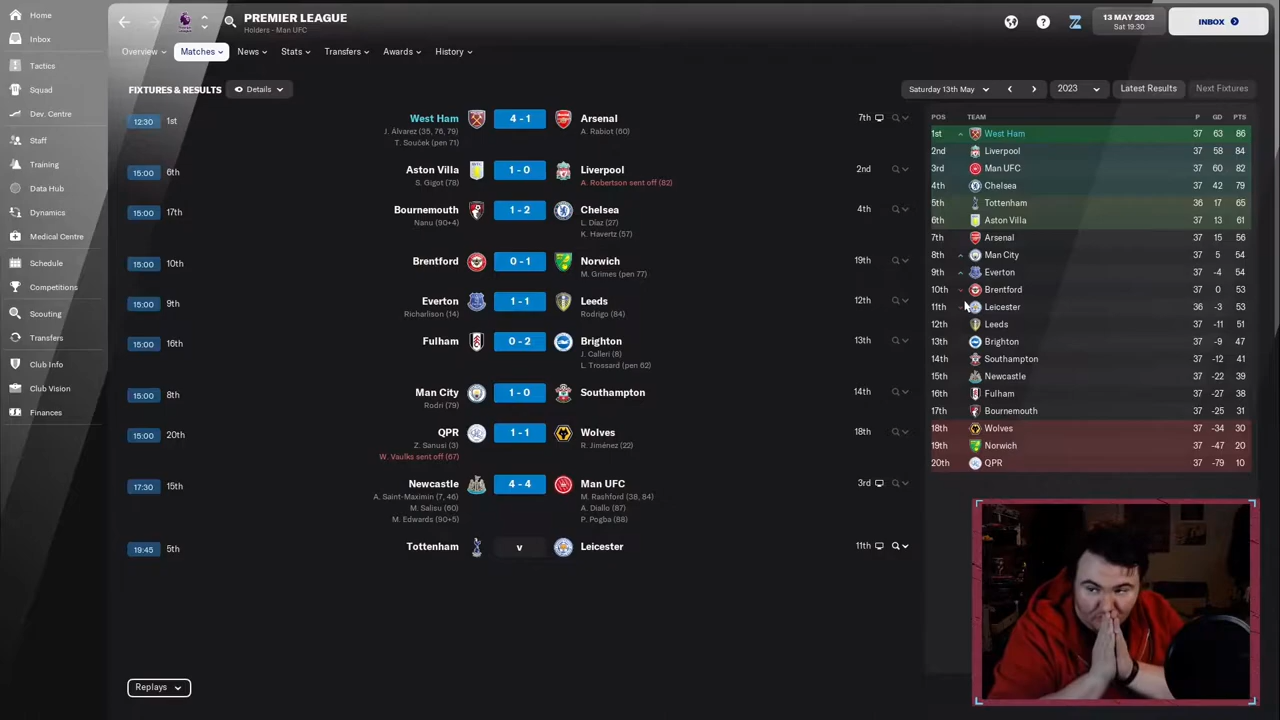 Home
PREMIER LEAGUE
Holders - Man UFC
13 MAY 2023
Sat 19:30
INBOX
Inbox
Overview
Matches
News
Stats
Transfers
Awards
History
Tactics
Squad
Dev. Centre
Staff
Training
Data Hub
Dynamics
Medical Centre
Schedule
Competitions
Scouting
Transfers
Club Info
Club Vision
Finances
FIXTURES & RESULTS
Details
Saturday 13th May
2023
Latest Results
Next Fixtures
12:30 1st West Ham 4 - 1 Arsenal 7th
J. Álvarez (35, 76, 79) A. Rabiot (60)
T. Souček (pen 71)
15:00 6th Aston Villa 1 - 0 Liverpool 2nd
S. Gigot (78) A. Robertson sent off (82)
15:00 17th Bournemouth 1 - 2 Chelsea 4th
Nanu (90+4) L. Díaz (27)
K. Havertz (57)
15:00 10th Brentford 0 - 1 Norwich 19th
M. Grimes (pen 77)
15:00 9th Everton 1 - 1 Leeds 12th
Richarlison (14) Rodrigo (84)
15:00 16th Fulham 0 - 2 Brighton 13th
J. Calleri (8)
L. Trossard (pen 62)
15:00 8th Man City 1 - 0 Southampton 14th
Rodri (79)
15:00 20th QPR 1 - 1 Wolves 18th
Z. Sanusi (3) R. Jiménez (22)
W. Vaulks sent off (67)
17:30 15th Newcastle 4 - 4 Man UFC 3rd
A. Saint-Maximin (7, 46) M. Rashford (38, 84)
M. Salisu (60) A. Diallo (87)
M. Edwards (90+5) P. Pogba (88)
19:45 5th Tottenham v Leicester 11th
Replays
POS TEAM P GD PTS
1st West Ham 37 63 86
2nd Liverpool 37 58 84
3rd Man UFC 37 60 82
4th Chelsea 37 42 79
5th Tottenham 36 17 65
6th Aston Villa 37 13 61
7th Arsenal 37 15 56
8th Man City 37 5 54
9th Everton 37 -4 54
10th Brentford 37 0 53
11th Leicester 36 -3 53
12th Leeds 37 -11 51
13th Brighton 37 -9 47
14th Southampton 37 -12 41
15th Newcastle 37 -22 39
16th Fulham 37 -27 38
17th Bournemouth 37 -25 31
18th Wolves 37 -34 30
19th Norwich 37 -47 20
20th QPR 37 -79 10